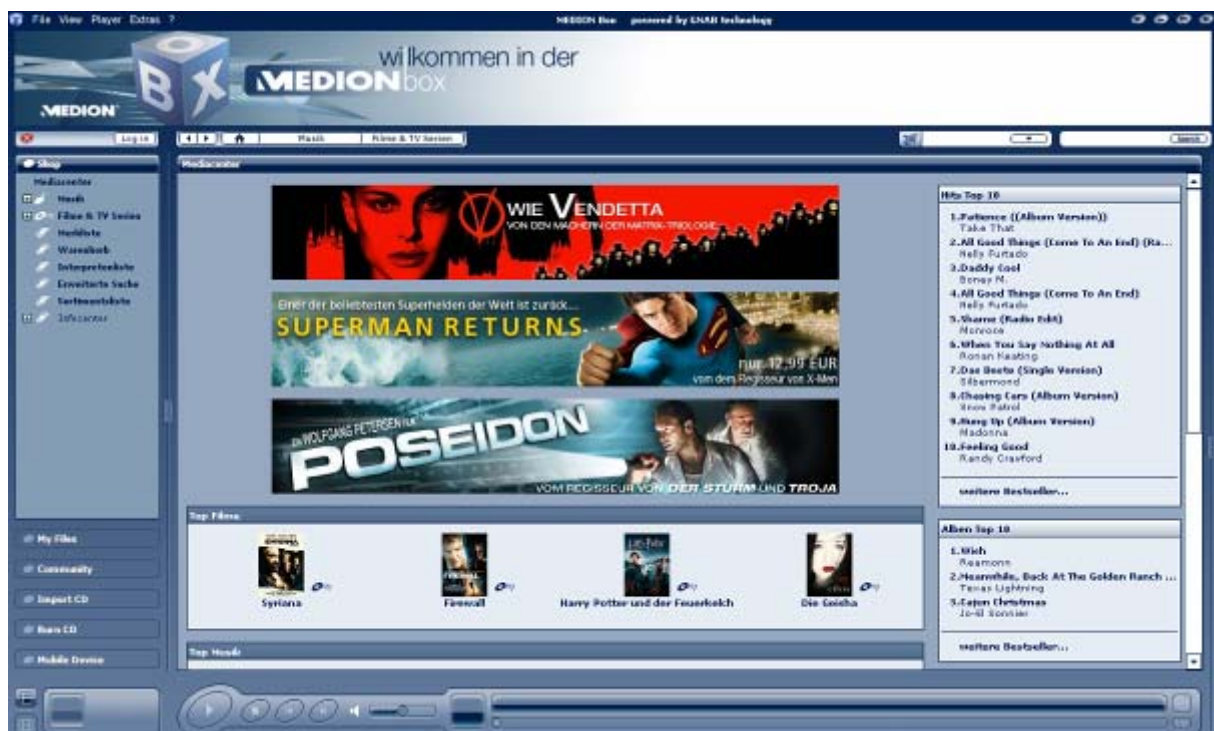 File View Player Extras ?
MEDION Box powered by GNAB technology
BOX
willkommen in der
MEDION box
MEDION
Log in
Musik
Filme & TV Serien
Search
Shop
Mediacenter
Mediacenter
Musik
Filme & TV Serien
Merkliste
Warenkorb
Interpretenliste
Erweiterte Suche
Sortimentsliste
Infocenter
My Files
Community
Import CD
Burn CD
Mobile Device
V WIE VENDETTA
VON DEN MACHERN DER MATRIX-TRILOGIE
Einer der beliebtesten Superhelden der Welt ist zurück...
SUPERMAN RETURNS
nur 12,99 EUR
vom dem Regisseur von X-Men
EIN WOLFGANG PETERSEN FILM
POSEIDON
VOM REGISSEUR VON DER STURM UND TROJA
Top Filme
Syriana
Firewall
Harry Potter und der Feuerkelch
Die Geisha
Top Musik
Hits Top 10
1.Patience ((Album Version))
Take That
2.All Good Things (Come To An End) (Ra...
Nelly Furtado
3.Daddy Cool
Boney M.
4.All Good Things (Come To An End)
Nelly Furtado
5.Shame (Radio Edit)
Monrose
6.When You Say Nothing At All
Ronan Keating
7.Das Beste (Single Version)
Silbermond
8.Chasing Cars (Album Version)
Snow Patrol
9.Hung Up (Album Version)
Madonna
10.Feeling Good
Randy Crawford
weitere Bestseller...
Alben Top 10
1.Wish
Reamonn
2.Meanwhile, Back At The Golden Ranch ...
Texas Lightning
3.Cajun Christmas
Jo-El Sonnier
weitere Bestseller...